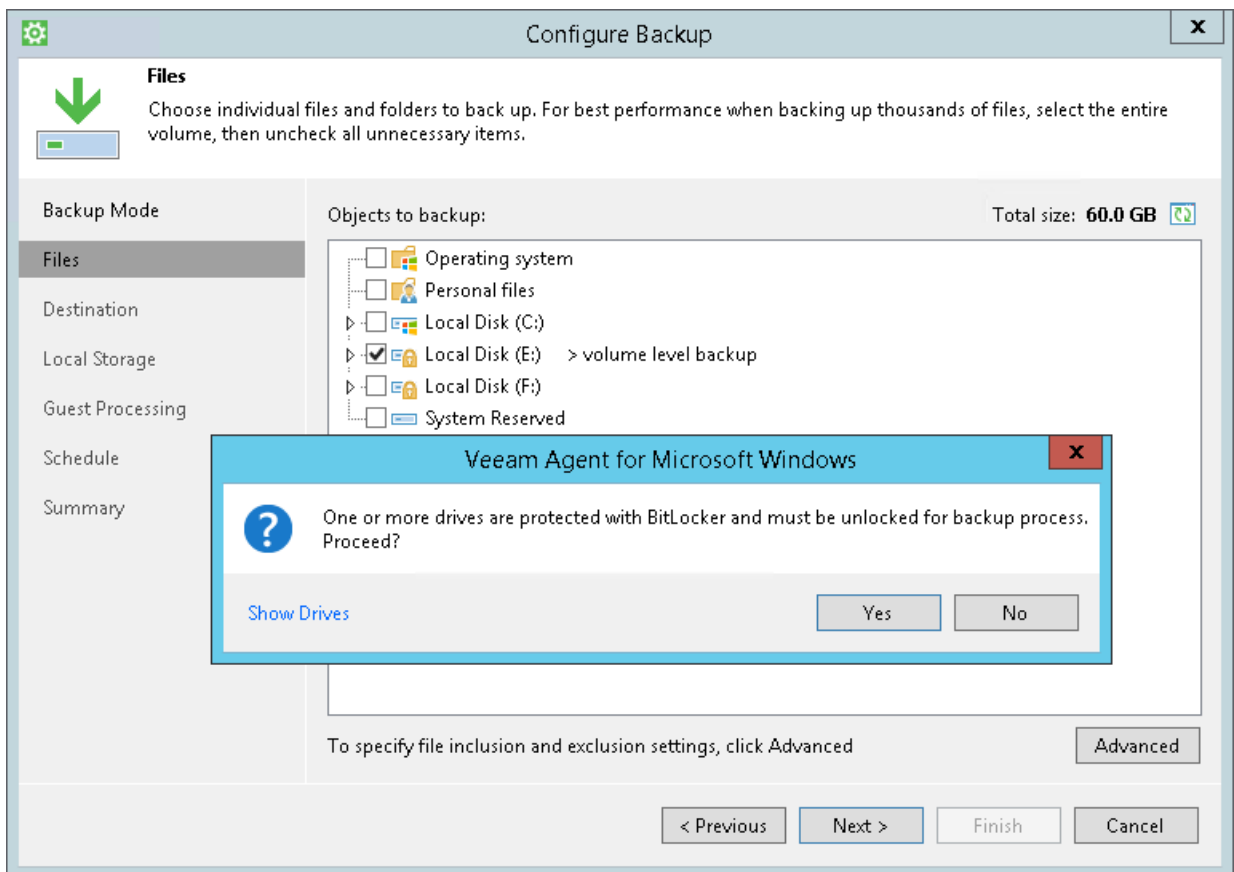 Configure Backup
x
Files
Choose individual files and folders to back up. For best performance when backing up thousands of files, select the entire
volume, then uncheck all unnecessary items.
Backup Mode
Files
Destination
Local Storage
Guest Processing
Schedule
Summary
Objects to backup:
Total size: 60.0 GB
Operating system
Personal files
Local Disk (C:)
Local Disk (E:) > volume level backup
Local Disk (F:)
System Reserved
Veeam Agent for Microsoft Windows
x
?
One or more drives are protected with BitLocker and must be unlocked for backup process.
Proceed?
Show Drives
Yes
No
To specify file inclusion and exclusion settings, click Advanced
Advanced
< Previous
Next >
Finish
Cancel